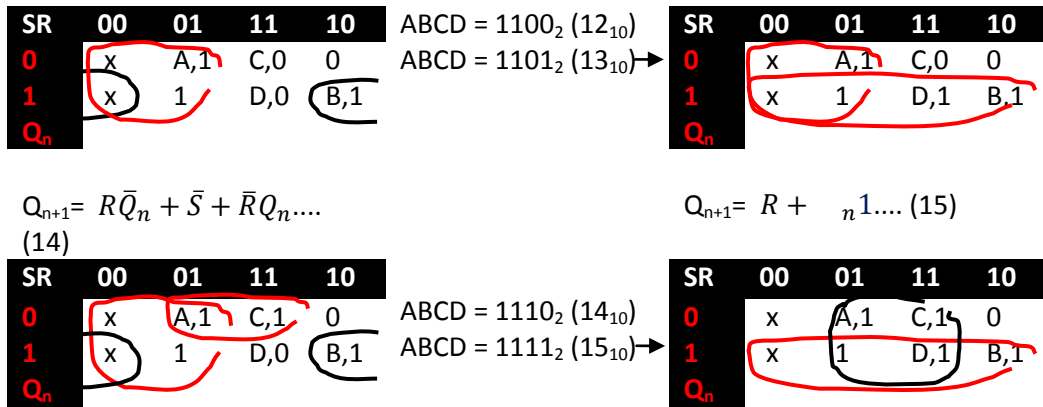 SR 00 01 11 10
0 x A,1 C,0 0
1 x 1 D,0 B,1
Qₙ
ABCD = 1100₂ (12₁₀)
ABCD = 1101₂ (13₁₀)
SR 00 01 11 10
0 x A,1 C,0 0
1 x 1 D,1 B,1
Qₙ
Qₙ₊₁= RQ̄ₙ + S̄ + R̄Qₙ....
(14)
Qₙ₊₁= R + ₙ1.... (15)
SR 00 01 11 10
0 x A,1 C,1 0
1 x 1 D,0 B,1
Qₙ
ABCD = 1110₂ (14₁₀)
ABCD = 1111₂ (15₁₀)
SR 00 01 11 10
0 x A,1 C,1 0
1 x 1 D,1 B,1
Qₙ